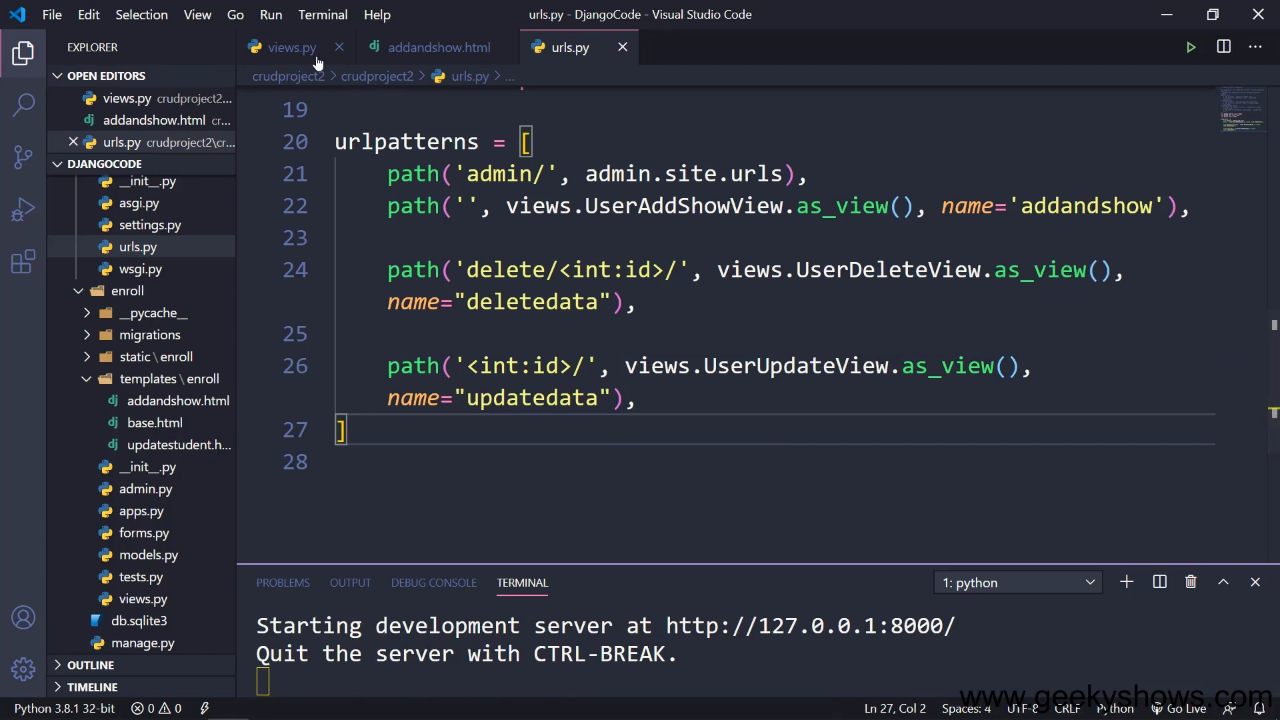 File Edit Selection View Go Run Terminal Help urls.py - DjangoCode - Visual Studio Code
EXPLORER
views.py
addandshow.html
urls.py
OPEN EDITORS
crudproject2 > crudproject2 > urls.py > ...
views.py crudproject2...
addandshow.html cr...
urls.py crudproject2\cr...
DJANGOCODE
__init__.py
asgi.py
settings.py
urls.py
wsgi.py
enroll
__pycache__
migrations
static \ enroll
templates \ enroll
addandshow.html
base.html
updatestudent.h...
__init__.py
admin.py
apps.py
forms.py
models.py
tests.py
views.py
db.sqlite3
manage.py
OUTLINE
TIMELINE
19
20 urlpatterns = [
21 path('admin/', admin.site.urls),
22 path('', views.UserAddShowView.as_view(), name='addandshow'),
23
24 path('delete/<int:id>/', views.UserDeleteView.as_view(),
name="deletedata"),
25
26 path('<int:id>/', views.UserUpdateView.as_view(),
name="updatedata"),
27 ]
28
PROBLEMS OUTPUT DEBUG CONSOLE TERMINAL 1: python
Starting development server at http://127.0.0.1:8000/
Quit the server with CTRL-BREAK.
www.geekyshows.com
Python 3.8.1 32-bit 0 0 Ln 27, Col 2 Spaces: 4 UTF-8 CRLF Python Go Live